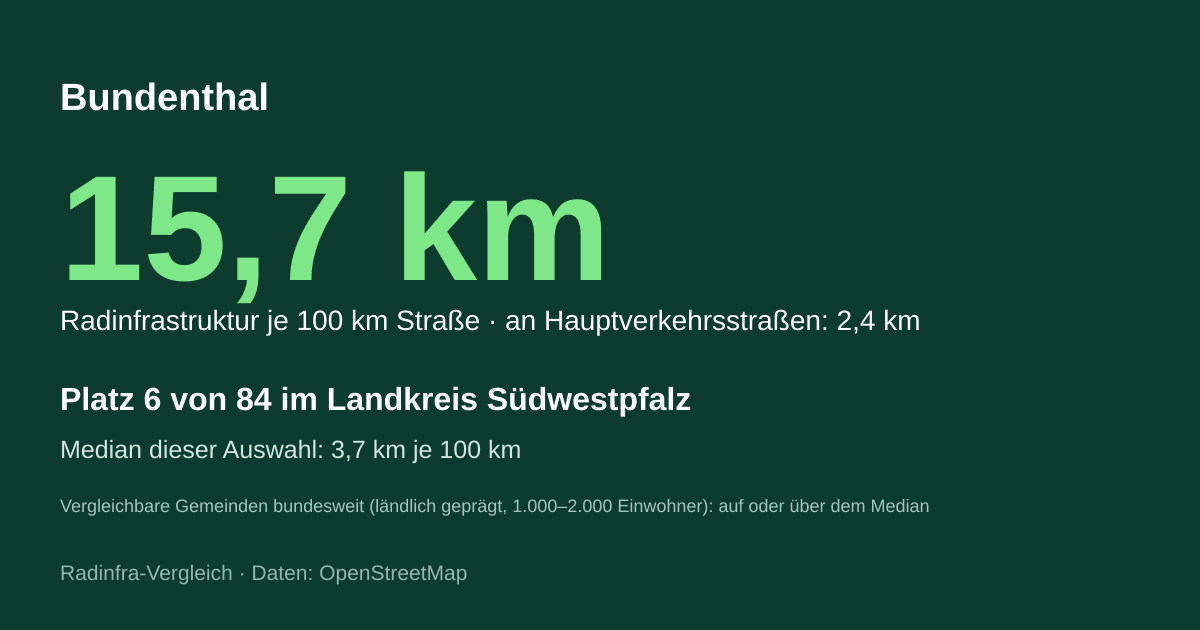 Bundenthal
15,7 km
Radinfrastruktur je 100 km Straße · an Hauptverkehrsstraßen: 2,4 km
Platz 6 von 84 im Landkreis Südwestpfalz
Median dieser Auswahl: 3,7 km je 100 km
Vergleichbare Gemeinden bundesweit (ländlich geprägt, 1.000–2.000 Einwohner): auf oder über dem Median
Radinfra-Vergleich · Daten: OpenStreetMap